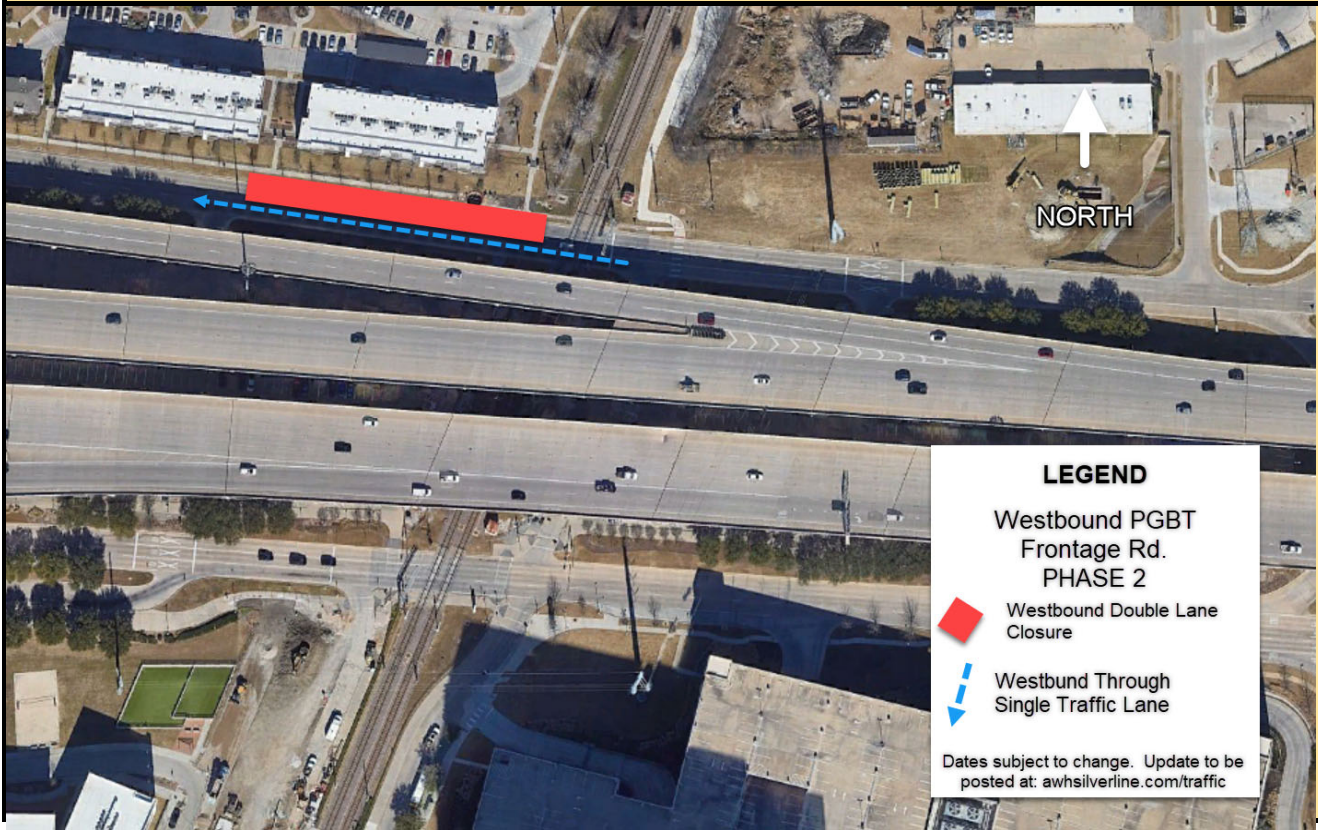 NORTH
LEGEND
Westbound PGBT
Frontage Rd.
PHASE 2
Westbound Double Lane
Closure
Westbund Through
Single Traffic Lane
Dates subject to change. Update to be
posted at: awhsilverline.com/traffic